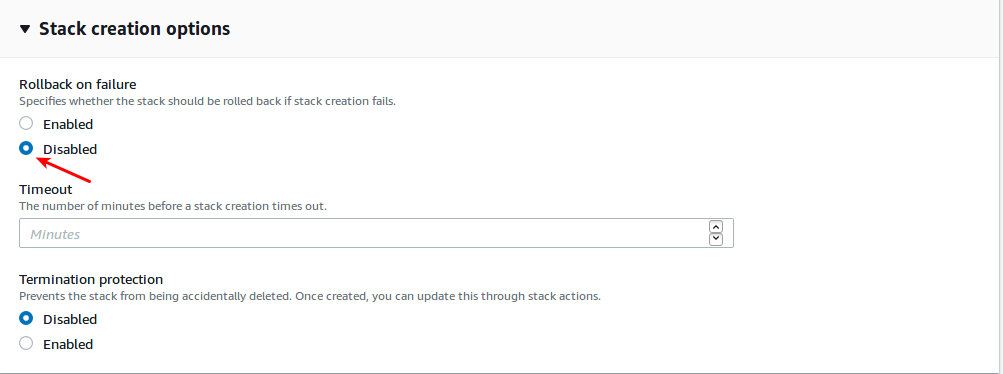 Stack creation options
Rollback on failure
Specifies whether the stack should be rolled back if stack creation fails.
Enabled
Disabled
Timeout
The number of minutes before a stack creation times out.
Minutes
Termination protection
Prevents the stack from being accidentally deleted. Once created, you can update this through stack actions.
Disabled
Enabled